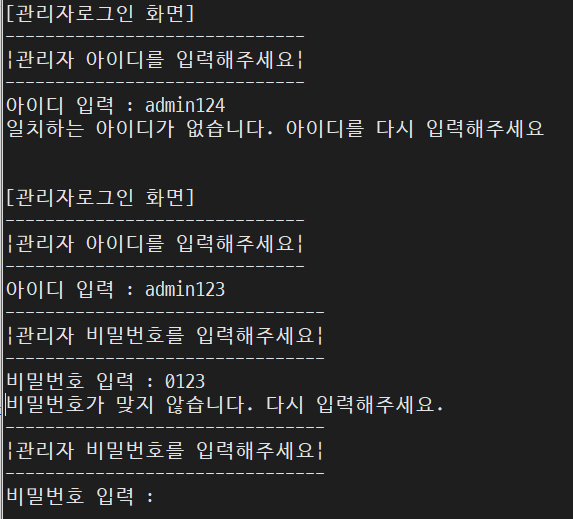 [관리자로그인 화면]
------------------------------
¦관리자 아이디를 입력해주세요¦
------------------------------
아이디 입력 : admin124
일치하는 아이디가 없습니다. 아이디를 다시 입력해주세요
[관리자로그인 화면]
------------------------------
¦관리자 아이디를 입력해주세요¦
------------------------------
아이디 입력 : admin123
--------------------------------
¦관리자 비밀번호를 입력해주세요¦
--------------------------------
비밀번호 입력 : 0123
비밀번호가 맞지 않습니다. 다시 입력해주세요.
--------------------------------
¦관리자 비밀번호를 입력해주세요¦
--------------------------------
비밀번호 입력 :